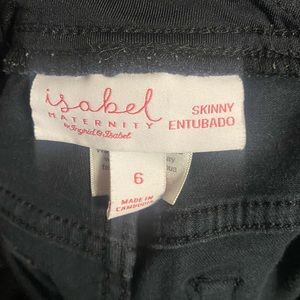 isabel
MATERNITY
by Ingrid & Isabel
SKINNY
ENTUBADO
6
MADE IN
CAMBODIA